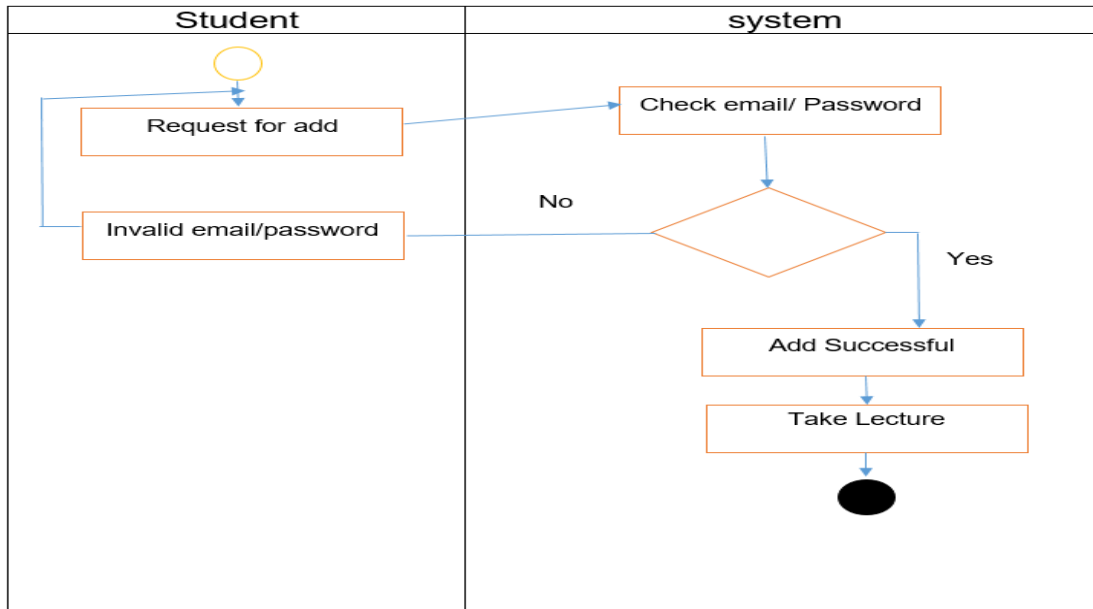 Student
system
Request for add
Check email/ Password
No
Invalid email/password
Yes
Add Successful
Take Lecture